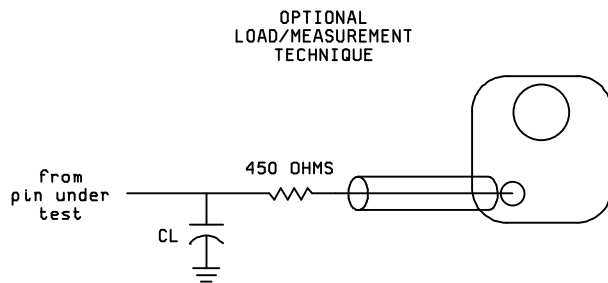 OPTIONAL
LOAD/MEASUREMENT
TECHNIQUE
450 OHMS
from
pin under
test
CL